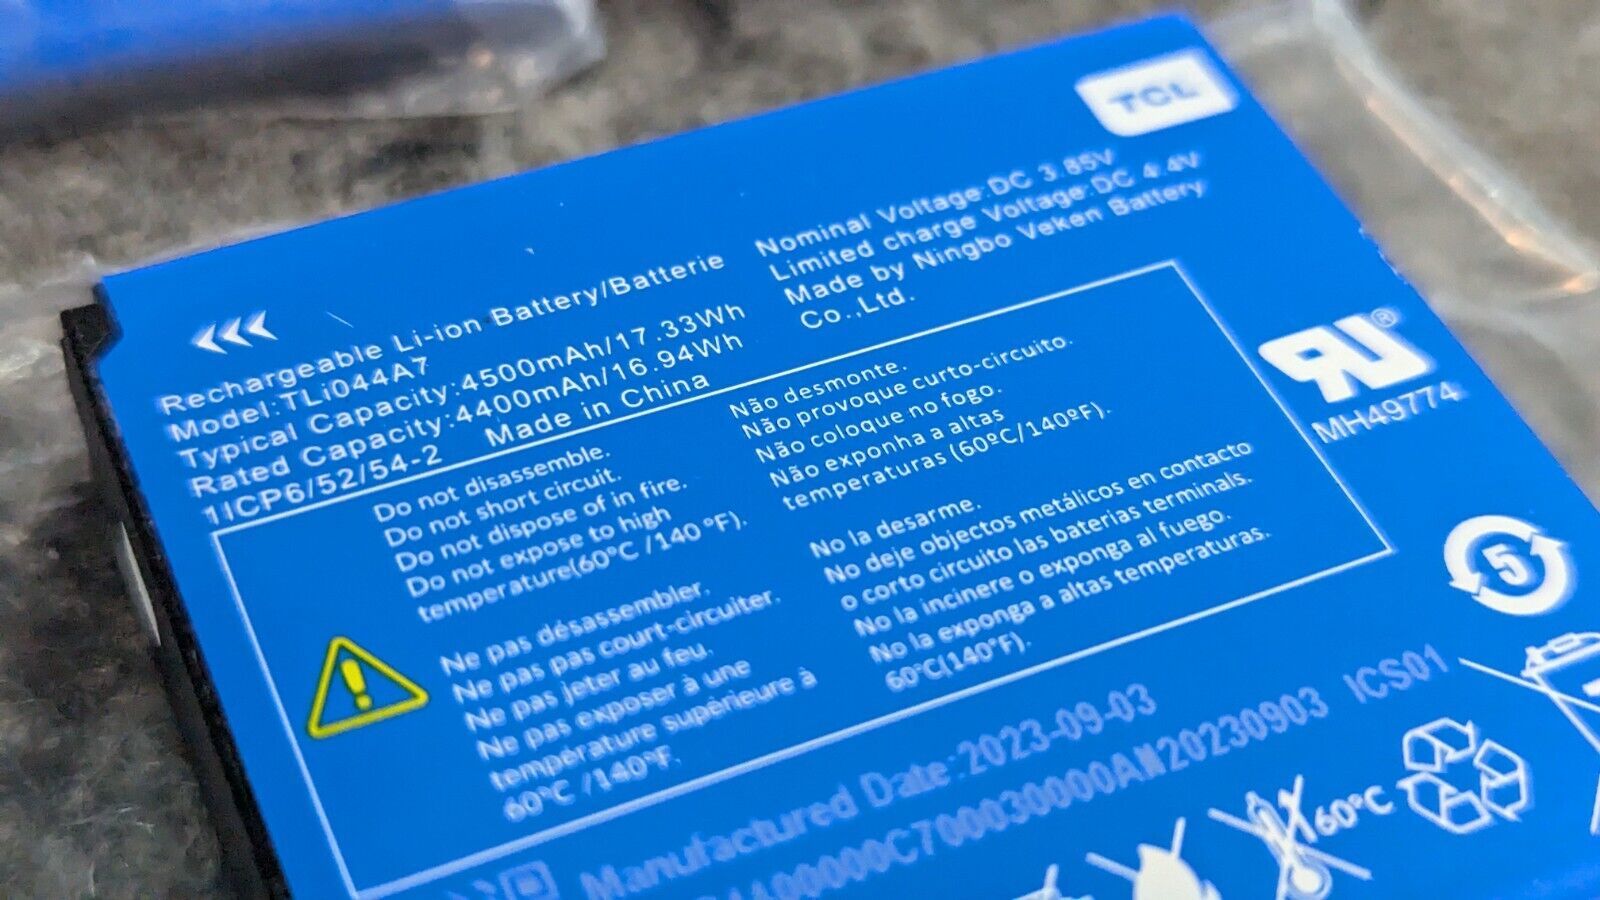 TCL
Rechargeable Li-ion Battery/Batterie
Model:TLi044A7
Typical Capacity:4500mAh/17.33Wh
Rated Capacity:4400mAh/16.94Wh
1ICP6/52/54-2 Made in China
Nominal Voltage:DC 3.85V
Limited charge Voltage:DC 4.4V
Made by Ningbo Veken Battery
Co.,Ltd.
Do not disassemble.
Do not short circuit.
Do not dispose of in fire.
Do not expose to high
temperature(60°C /140 °F).
Ne pas désassembler.
Ne pas pas court-circuiter.
Ne pas jeter au feu.
Ne pas exposer à une
température supérieure à
60°C /140°F.
Não desmonte.
Não provoque curto-circuito.
Não coloque no fogo.
Não exponha a altas
temperaturas (60ºC/140ºF).
No la desarme.
No deje objectos metálicos en contacto
o corto circuito las baterias terminals.
No la incinere o exponga al fuego.
No la exponga a altas temperaturas.
60°C(140°F).
RU®
MH49774
5
Manufactured Date:2023-09-03
ICS01
60°C